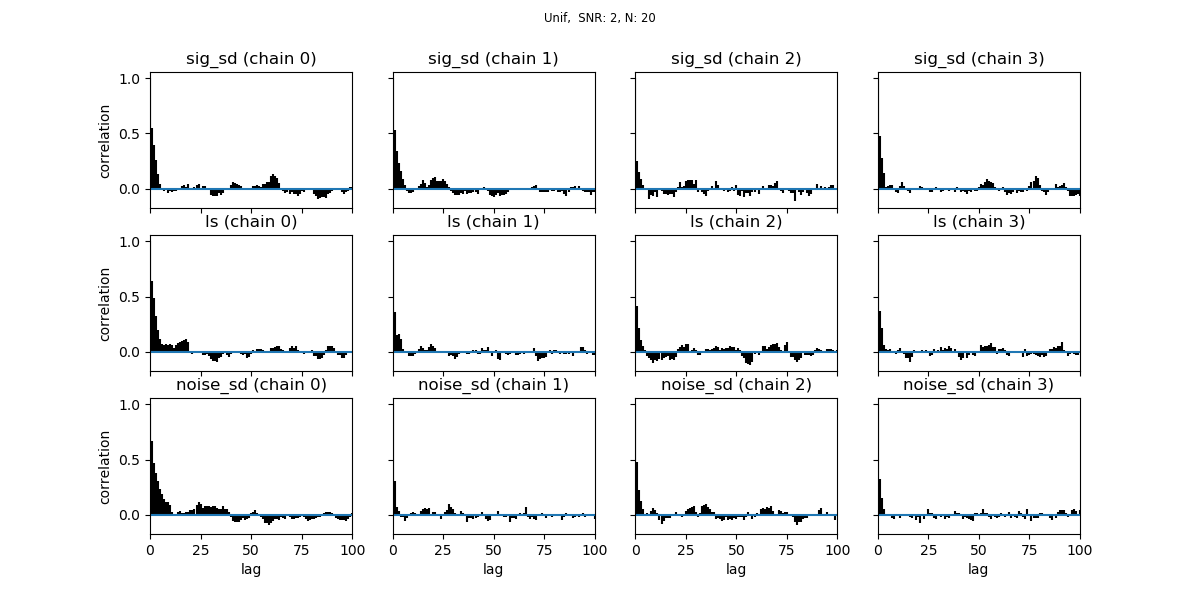 Unif,  SNR: 2, N: 20
sig_sd (chain 0) sig_sd (chain 1) sig_sd (chain 2) sig_sd (chain 3)
1.0
0.5
0.0
correlation
ls (chain 0) ls (chain 1) ls (chain 2) ls (chain 3)
1.0
0.5
0.0
correlation
noise_sd (chain 0) noise_sd (chain 1) noise_sd (chain 2) noise_sd (chain 3)
1.0
0.5
0.0
correlation
0 25 50 75 100 0 25 50 75 100 0 25 50 75 100 0 25 50 75 100
lag lag lag lag